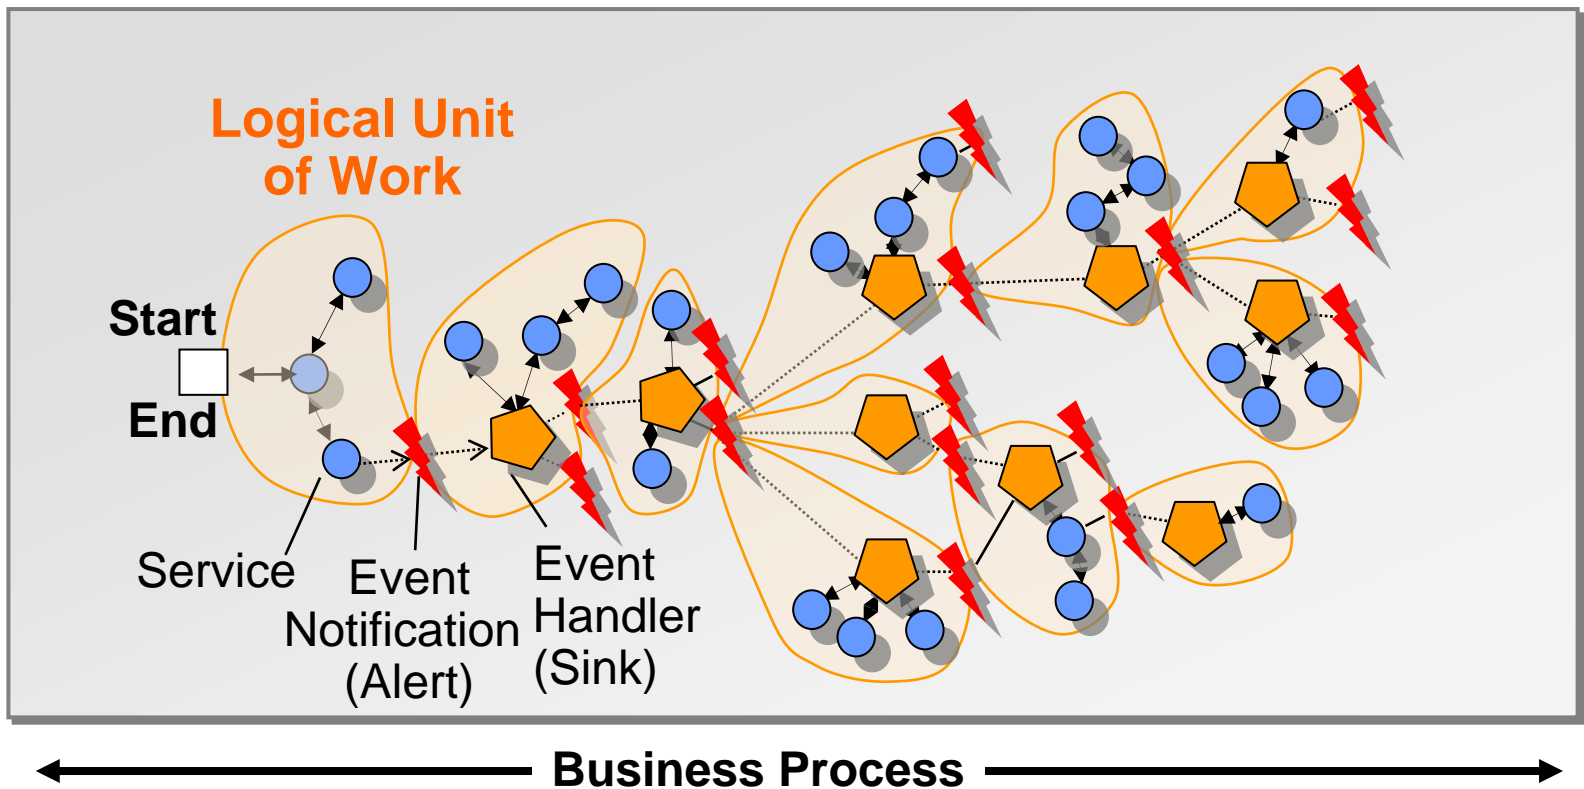 Logical Unit
of Work
Start
End
Service
Event
Notification
(Alert)
Event
Handler
(Sink)
Business Process